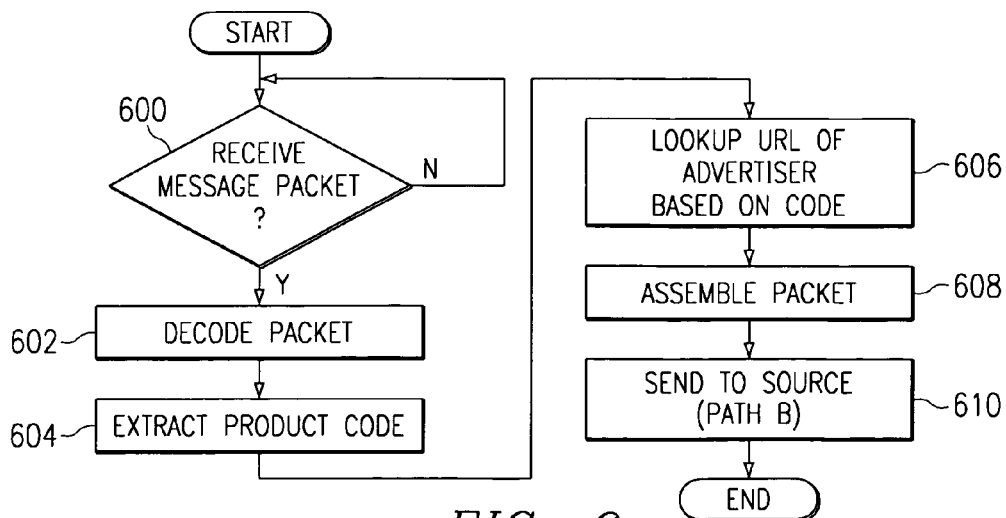 START
600
RECEIVE
MESSAGE PACKET
?
N
Y
DECODE PACKET
602
EXTRACT PRODUCT CODE
604
LOOKUP URL OF
ADVERTISER
BASED ON CODE
606
ASSEMBLE PACKET
608
SEND TO SOURCE
(PATH B)
610
END
FIG.